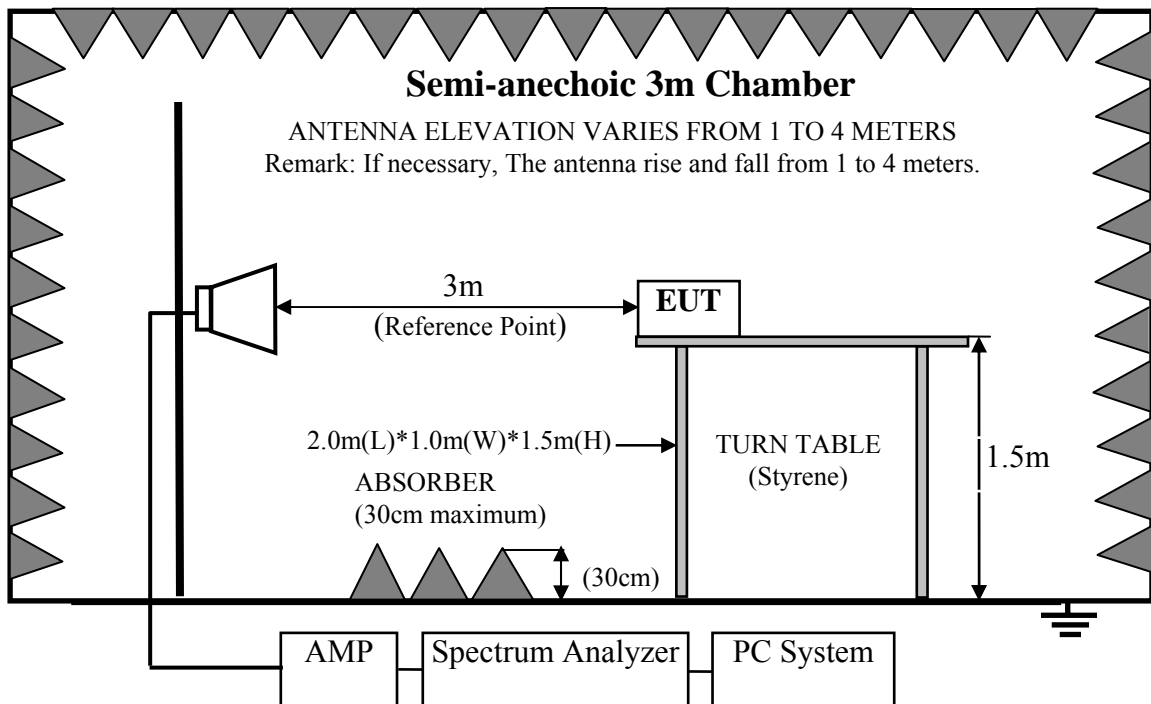 Semi-anechoic 3m Chamber
ANTENNA ELEVATION VARIES FROM 1 TO 4 METERS
Remark: If necessary, The antenna rise and fall from 1 to 4 meters.
3m
(Reference Point)
EUT
2.0m(L)*1.0m(W)*1.5m(H)
TURN TABLE
(Styrene)
1.5m
ABSORBER
(30cm maximum)
(30cm)
AMP
Spectrum Analyzer
PC System